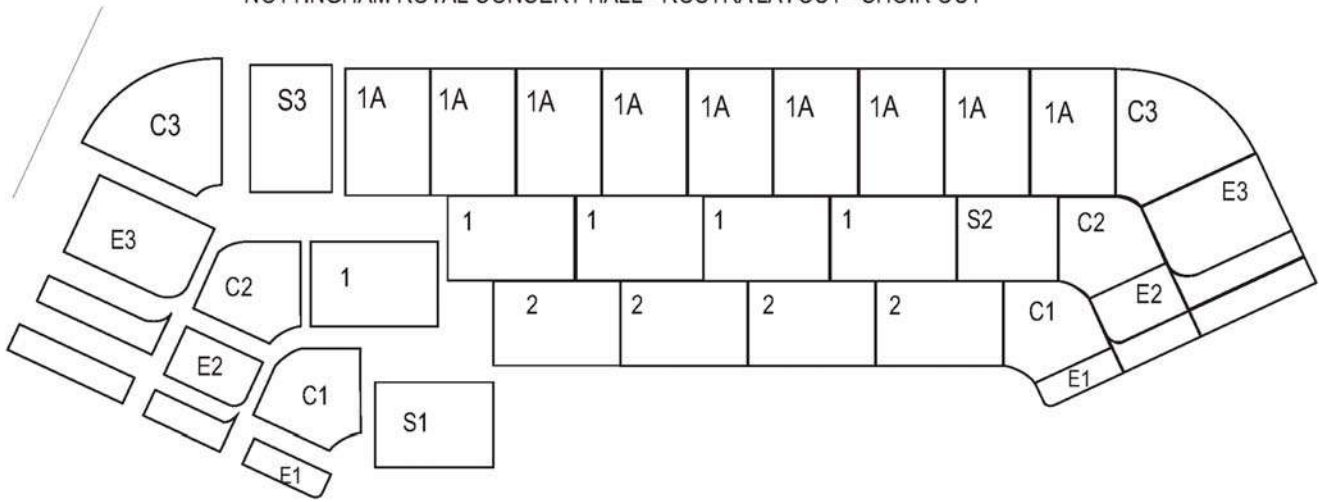 NOTTINGHAM ROYAL CONCERT HALL - ROSTRA LAYOUT - CHOIR OUT
C3 S3 1A 1A 1A 1A 1A 1A 1A 1A 1A C3
E3 1 1 1 1 S2 C2 E3
C2 1 2 2 2 2 C1 E2
E2 C1 S1 E1
E1